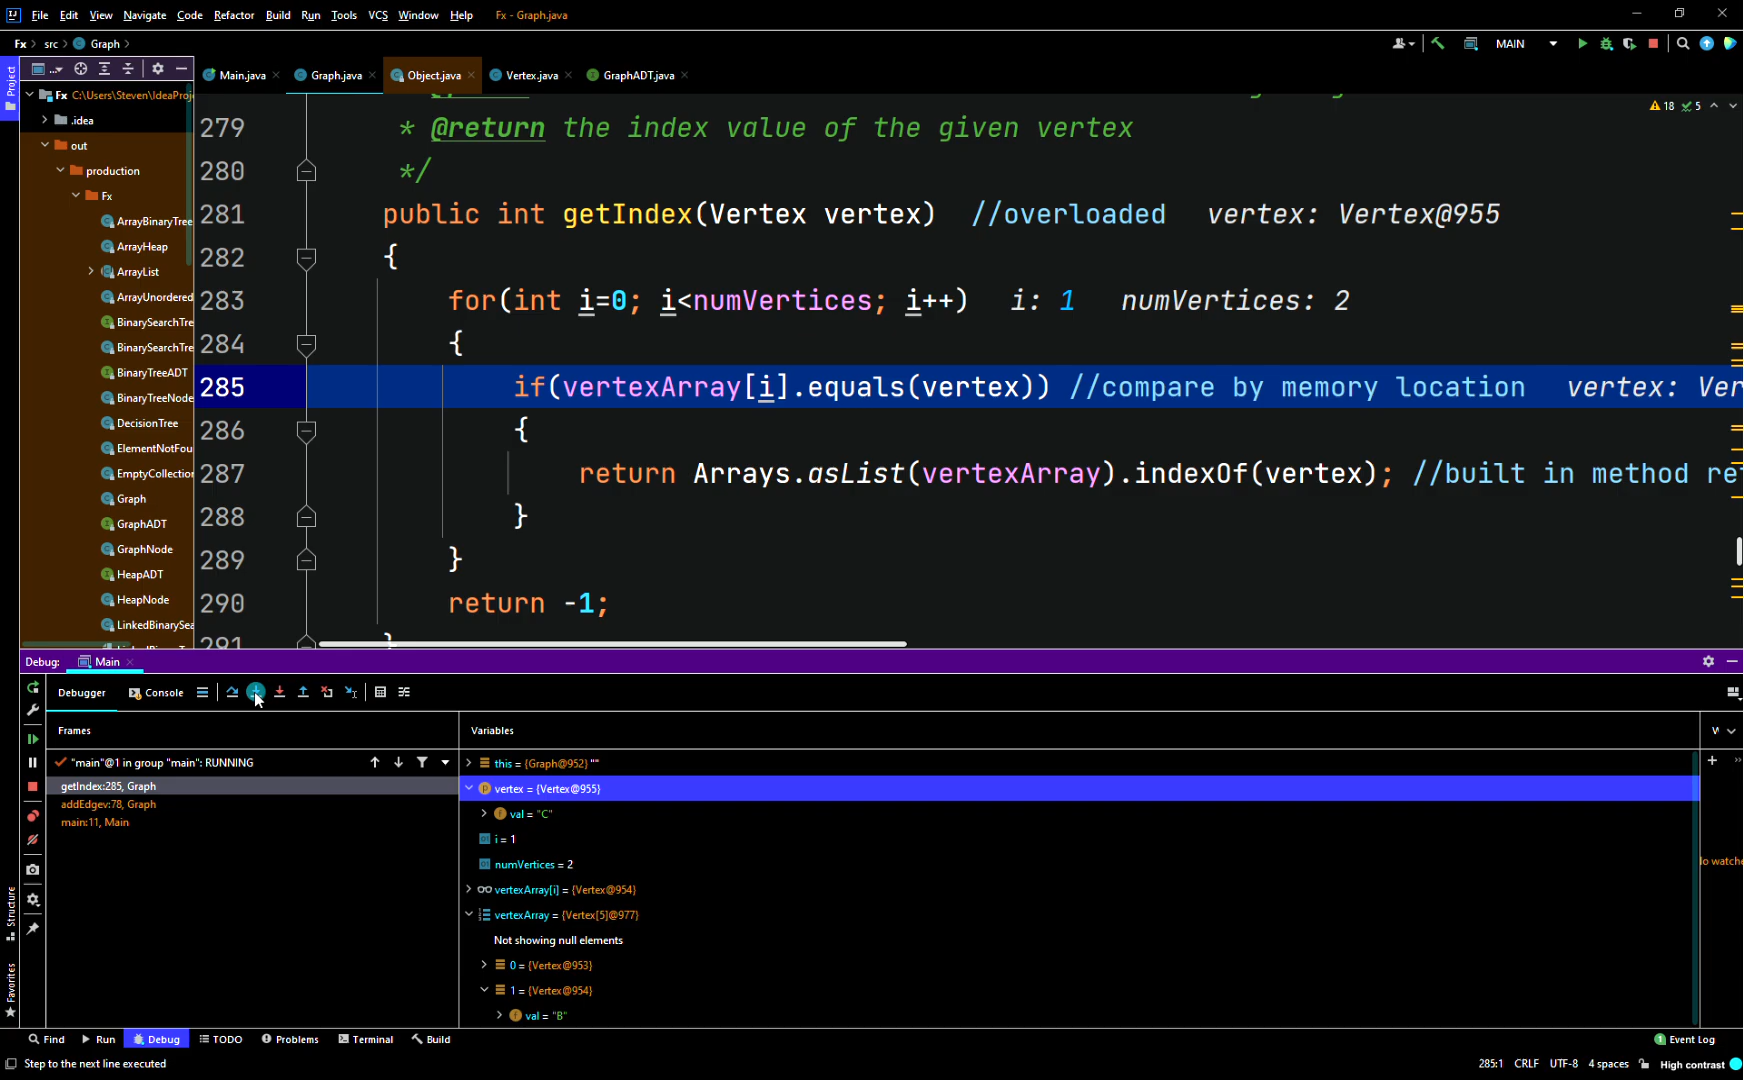 File Edit View Navigate Code Refactor Build Run Tools VCS Window Help Fx - Graph.java
Fx src Graph MAIN
Project ... Main.java Graph.java Object.java Vertex.java GraphADT.java
Fx C:\Users\Steven\IdeaProj
.idea
out
production
Fx
ArrayBinaryTree
ArrayHeap
ArrayList
ArrayUnordered
BinarySearchTre
BinarySearchTre
BinaryTreeADT
BinaryTreeNode
DecisionTree
ElementNotFou
EmptyCollection
Graph
GraphADT
GraphNode
HeapADT
HeapNode
LinkedBinarySea
18 5
279 * @return the index value of the given vertex
280 */
281 public int getIndex(Vertex vertex) //overloaded vertex: Vertex@955
282 {
283 for(int i=0; i<numVertices; i++) i: 1 numVertices: 2
284 {
285 if(vertexArray[i].equals(vertex)) //compare by memory location vertex: Ver
286 {
287 return Arrays.asList(vertexArray).indexOf(vertex); //built in method re
288 }
289 }
290 return -1;
291 }
Debug: Main
Debugger Console
Frames
"main"@1 in group "main": RUNNING
getIndex:285, Graph
addEdgev:78, Graph
main:11, Main
Variables
this = {Graph@952} ""
vertex = {Vertex@955}
val = "C"
i = 1
numVertices = 2
vertexArray[i] = {Vertex@954}
vertexArray = {Vertex[5]@977}
Not showing null elements
0 = {Vertex@953}
1 = {Vertex@954}
val = "B"
lo watche
Structure
Favorites
Find Run Debug TODO Problems Terminal Build 1 Event Log
Step to the next line executed 285:1 CRLF UTF-8 4 spaces High contrast